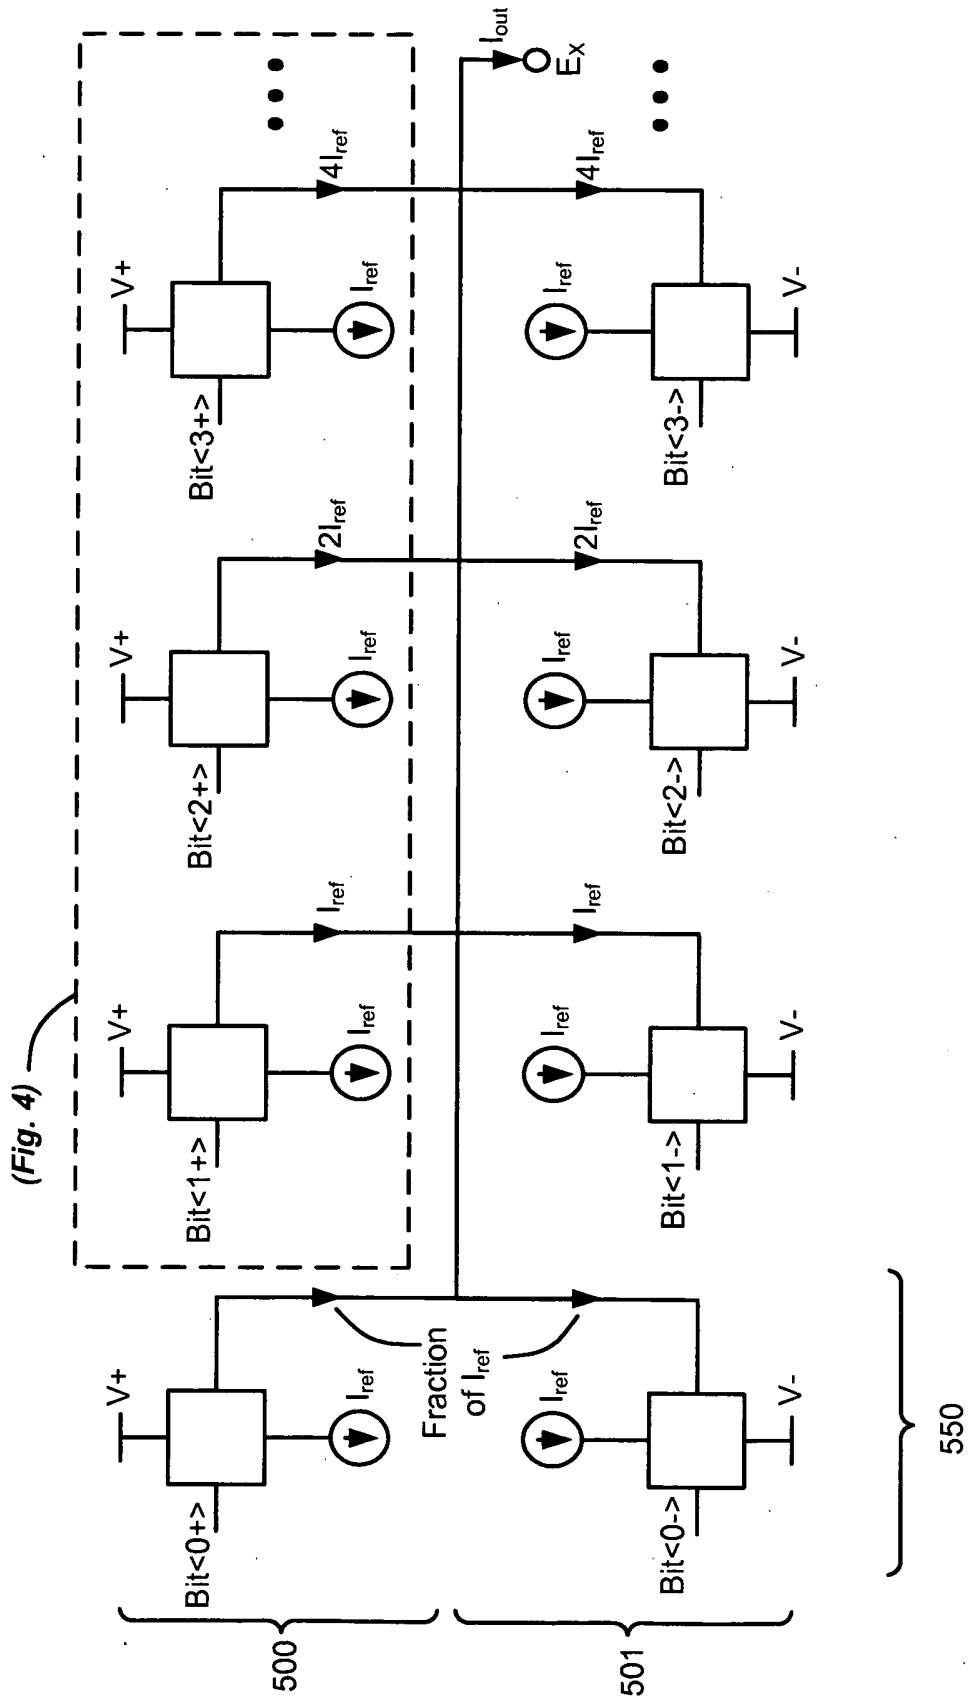 (Fig. 4)
V+
V+
V+
V+
Bit<0+>
Bit<1+>
Bit<2+>
Bit<3+>
Iref
Iref
Iref
Iref
Iref
2Iref
4Iref
500
Iout
Ex
Fraction
of Iref
Iref
Iref
Iref
Iref
Iref
2Iref
4Iref
Bit<0->
Bit<1->
Bit<2->
Bit<3->
V-
V-
V-
V-
501
550